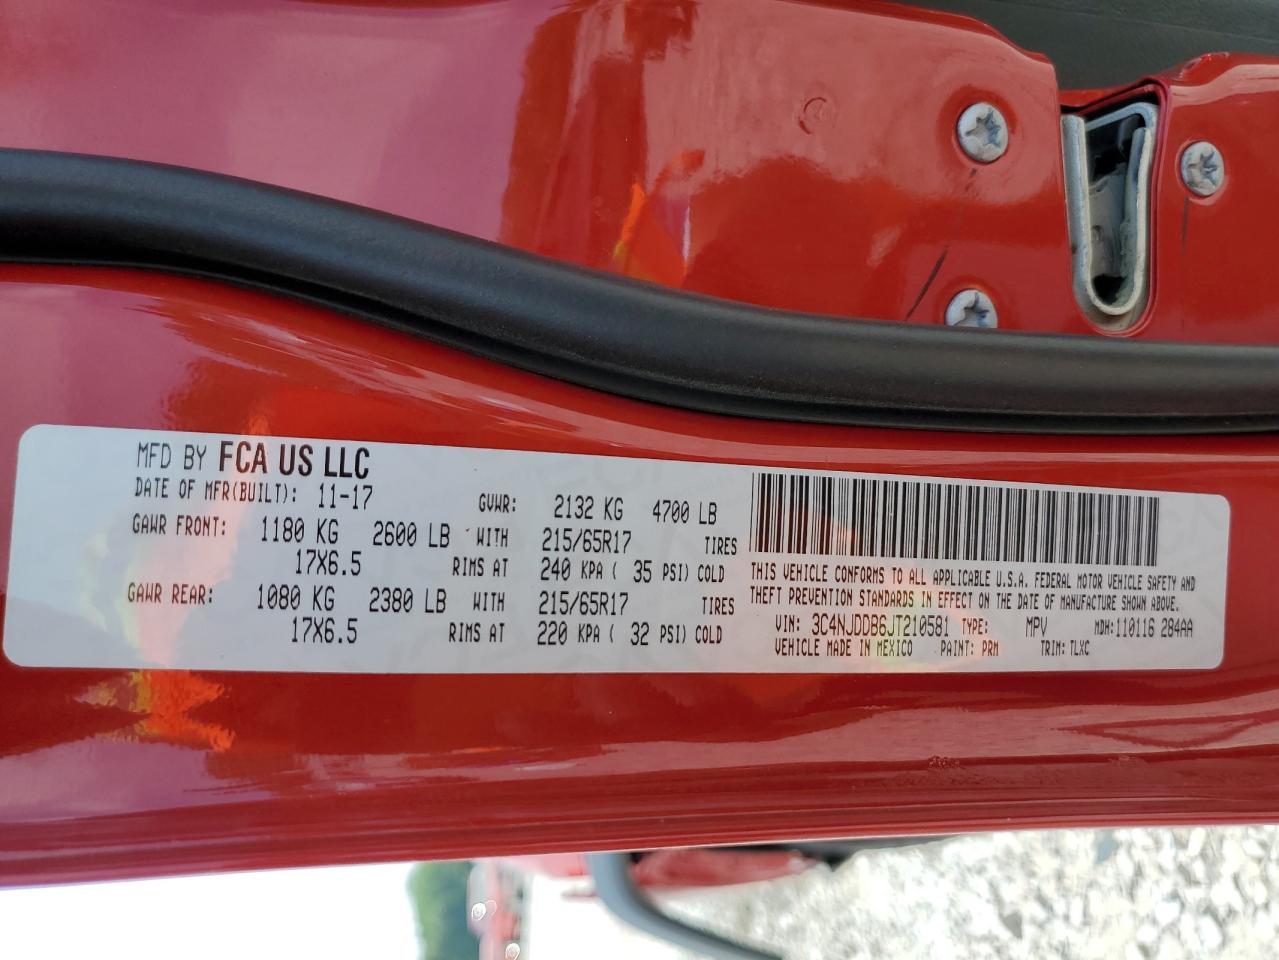 MFD BY FCA US LLC
DATE OF MFR(BUILT): 11-17 GVWR: 2132 KG 4700 LB
GAWR FRONT: 1180 KG 2600 LB WITH 215/65R17 TIRES
17X6.5 RIMS AT 240 KPA ( 35 PSI) COLD
GAWR REAR: 1080 KG 2380 LB WITH 215/65R17 TIRES
17X6.5 RIMS AT 220 KPA ( 32 PSI) COLD
THIS VEHICLE CONFORMS TO ALL APPLICABLE U.S.A. FEDERAL MOTOR VEHICLE SAFETY AND
THEFT PREVENTION STANDARDS IN EFFECT ON THE DATE OF MANUFACTURE SHOWN ABOVE.
VIN: 3C4NJDDB6JT210581 TYPE: MPV MDH: 110116 284AA
VEHICLE MADE IN MEXICO PAINT: PRM TRIM: TLXC